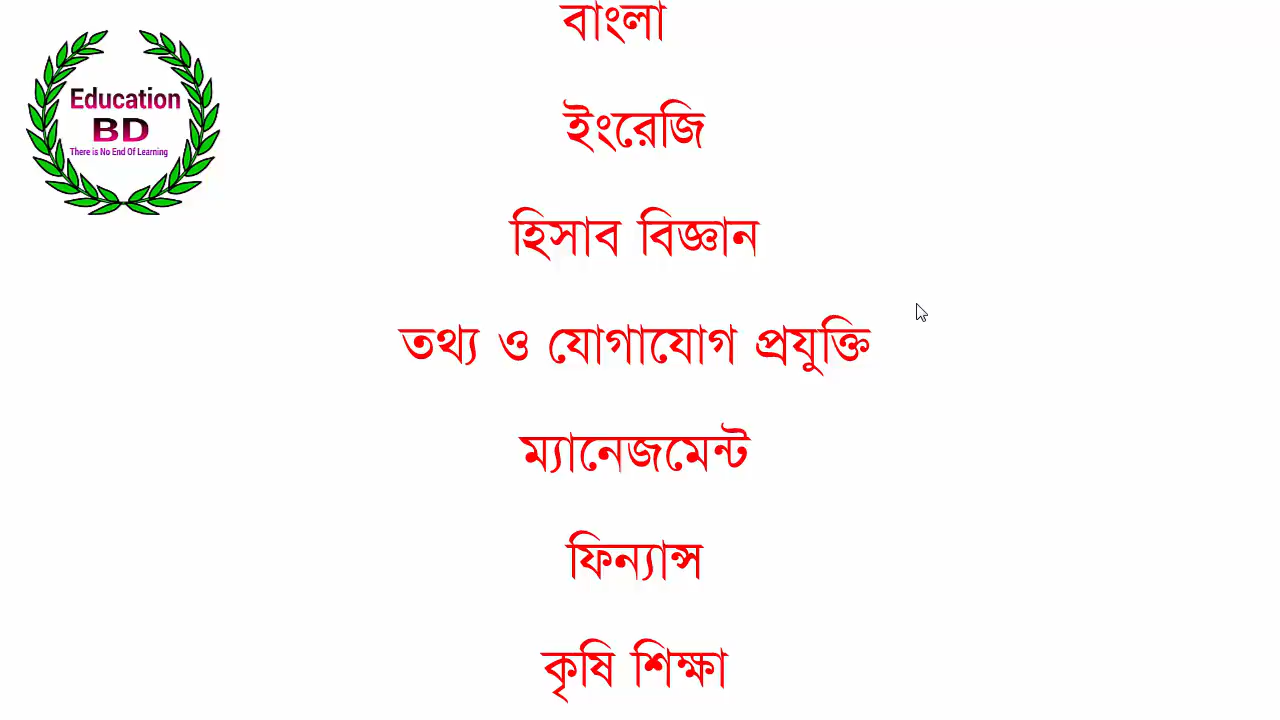 Education
BD
There is No End Of Learning
বাংলা
ইংরেজি
হিসাব বিজ্ঞান
তথ্য ও যোগাযোগ প্রযুক্তি
ম্যানেজমেন্ট
ফিন্যান্স
কৃষি শিক্ষা